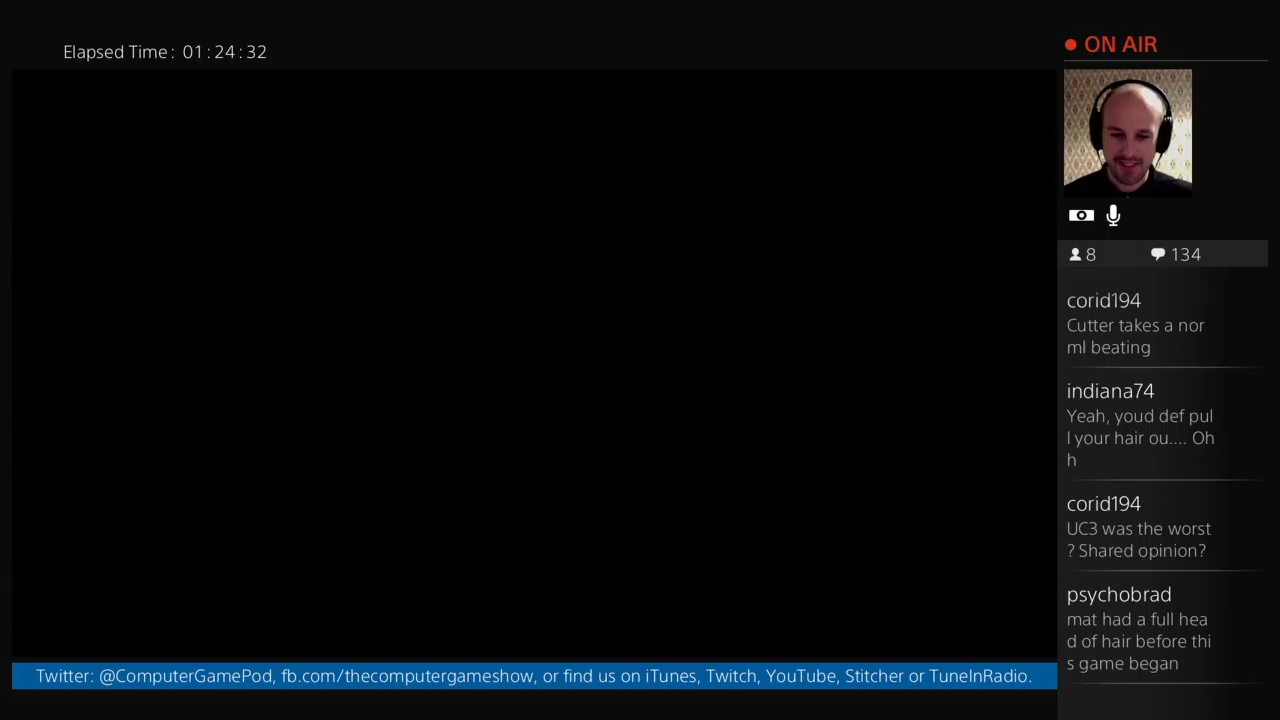 Elapsed Time: 01:24:32
ON AIR
8 134
corid194
Cutter takes a nor
ml beating
indiana74
Yeah, youd def pul
l your hair ou.... Oh
h
corid194
UC3 was the worst
? Shared opinion?
psychobrad
mat had a full hea
d of hair before thi
s game began
Twitter: @ComputerGamePod, fb.com/thecomputergameshow, or find us on iTunes, Twitch, YouTube, Stitcher or TuneInRadio.